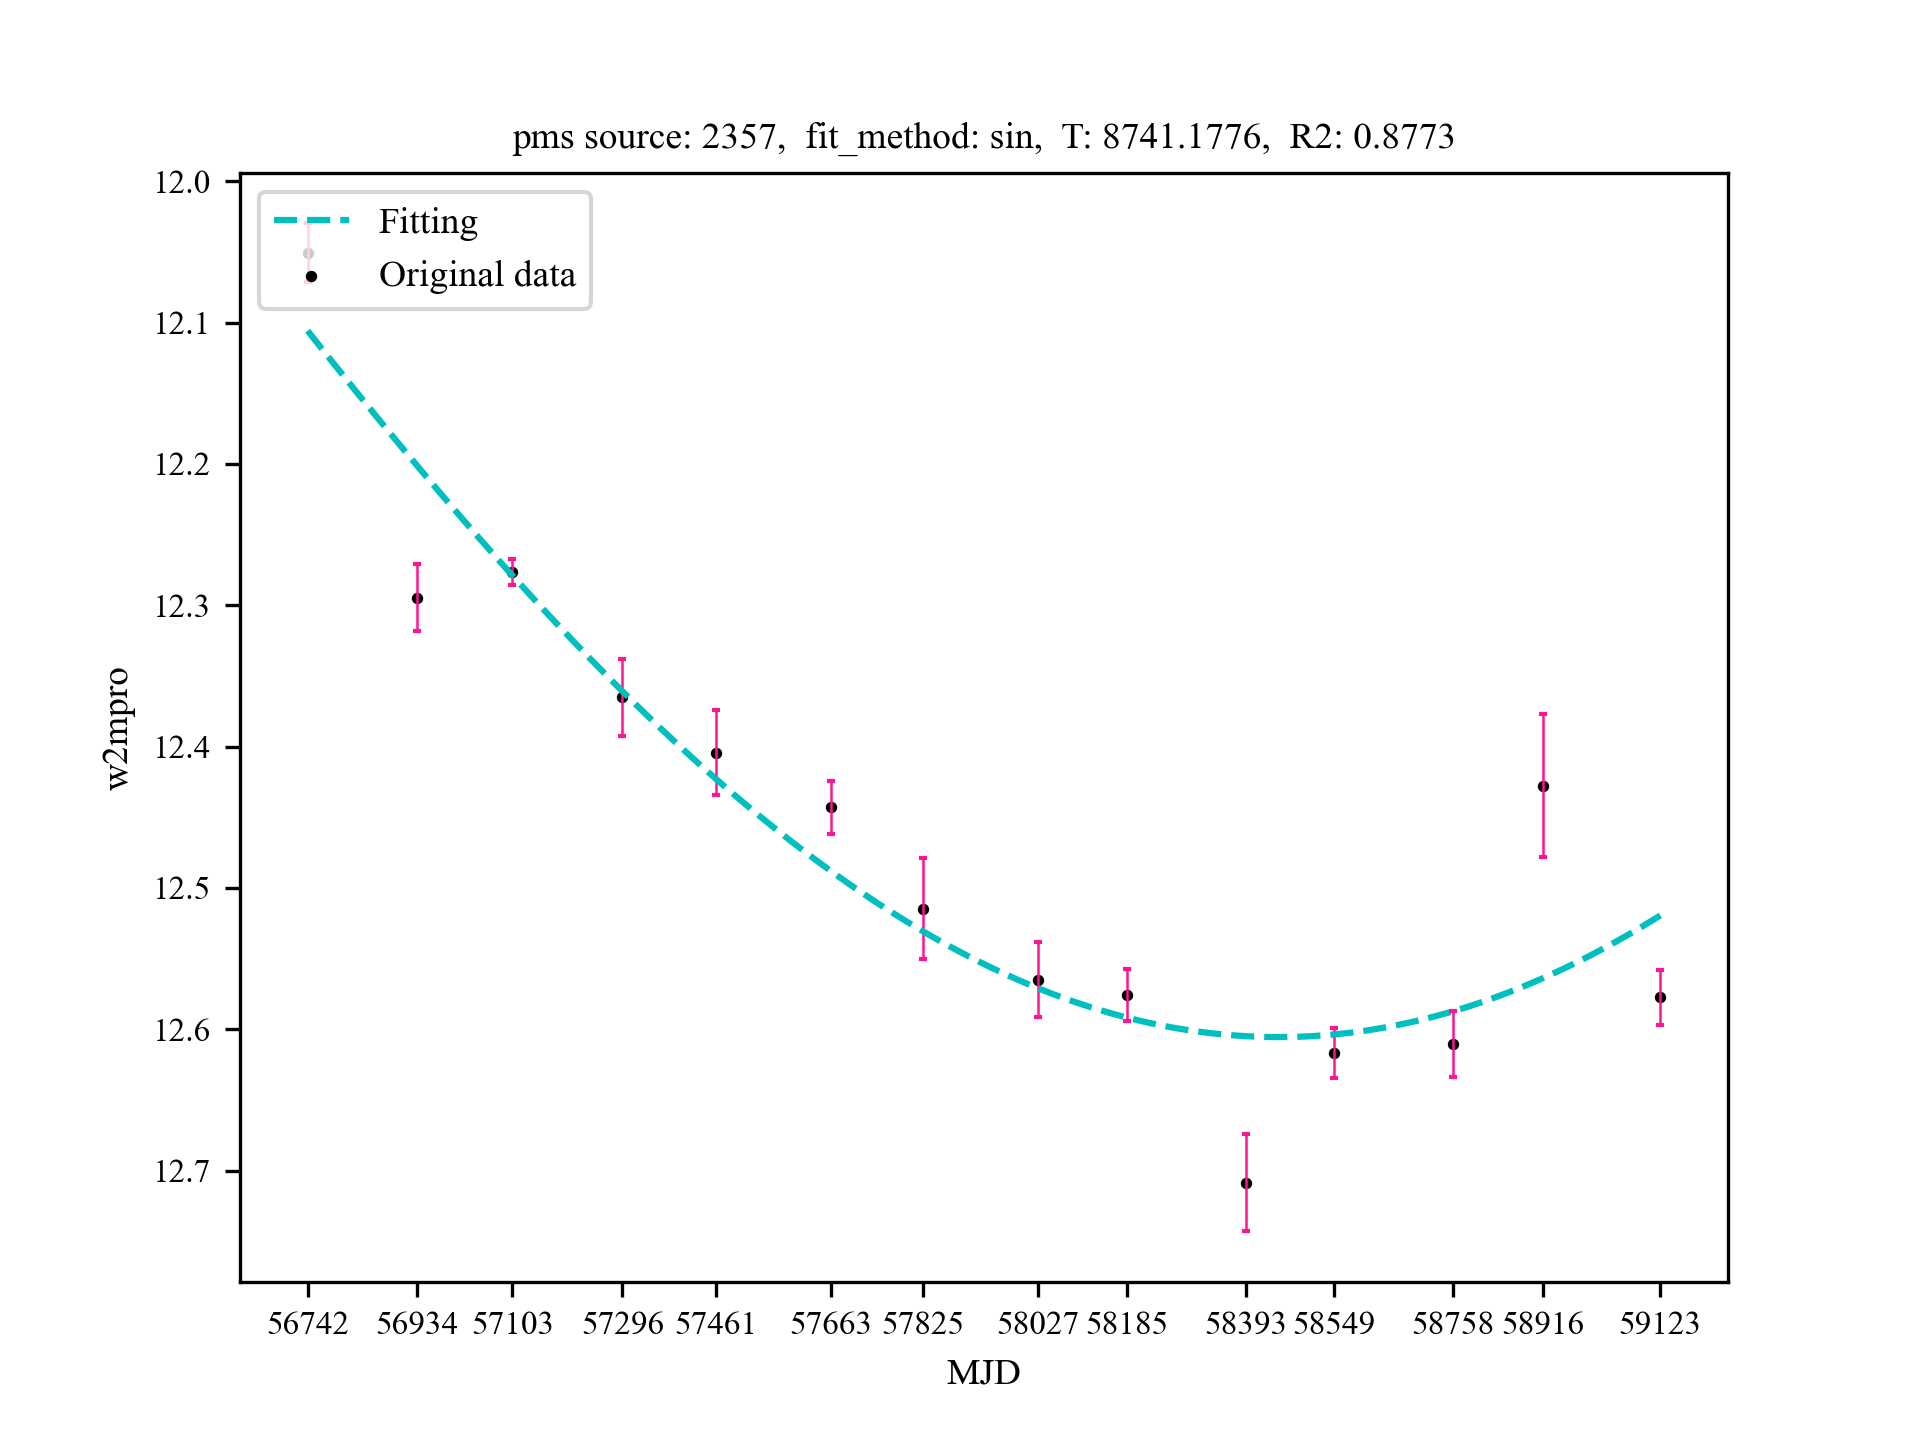 pms source: 2357,  fit_method: sin,  T: 8741.1776,  R2: 0.8773
Fitting
Original data
12.0
12.1
12.2
12.3
12.4
12.5
12.6
12.7
w2mpro
56742 56934 57103 57296 57461 57663 57825 58027 58185 58393 58549 58758 58916 59123
MJD